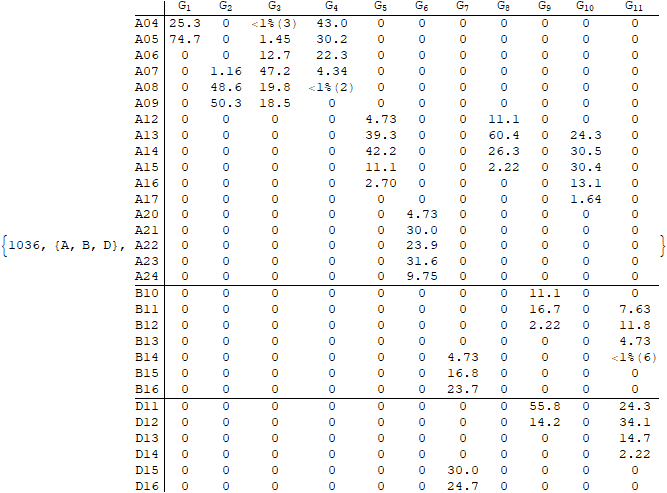 G1 G2 G3 G4 G5 G6 G7 G8 G9 G10 G11
A04 25.3 0 <1%(3) 43.0 0 0 0 0 0 0 0
A05 74.7 0 1.45 30.2 0 0 0 0 0 0 0
A06 0 0 12.7 22.3 0 0 0 0 0 0 0
A07 0 1.16 47.2 4.34 0 0 0 0 0 0 0
A08 0 48.6 19.8 <1%(2) 0 0 0 0 0 0 0
A09 0 50.3 18.5 0 0 0 0 0 0 0 0
A12 0 0 0 0 4.73 0 0 11.1 0 0 0
A13 0 0 0 0 39.3 0 0 60.4 0 24.3 0
A14 0 0 0 0 42.2 0 0 26.3 0 30.5 0
A15 0 0 0 0 11.1 0 0 2.22 0 30.4 0
A16 0 0 0 0 2.70 0 0 0 0 13.1 0
A17 0 0 0 0 0 0 0 0 0 1.64 0
A20 0 0 0 0 0 4.73 0 0 0 0 0
A21 0 0 0 0 0 30.0 0 0 0 0 0
{1036, {A, B, D}, A22 0 0 0 0 0 23.9 0 0 0 0 0 }
A23 0 0 0 0 0 31.6 0 0 0 0 0
A24 0 0 0 0 0 9.75 0 0 0 0 0
B10 0 0 0 0 0 0 0 0 11.1 0 0
B11 0 0 0 0 0 0 0 0 16.7 0 7.63
B12 0 0 0 0 0 0 0 0 2.22 0 11.8
B13 0 0 0 0 0 0 0 0 0 0 4.73
B14 0 0 0 0 0 0 4.73 0 0 0 <1%(6)
B15 0 0 0 0 0 0 16.8 0 0 0 0
B16 0 0 0 0 0 0 23.7 0 0 0 0
D11 0 0 0 0 0 0 0 0 55.8 0 24.3
D12 0 0 0 0 0 0 0 0 14.2 0 34.1
D13 0 0 0 0 0 0 0 0 0 0 14.7
D14 0 0 0 0 0 0 0 0 0 0 2.22
D15 0 0 0 0 0 0 30.0 0 0 0 0
D16 0 0 0 0 0 0 24.7 0 0 0 0